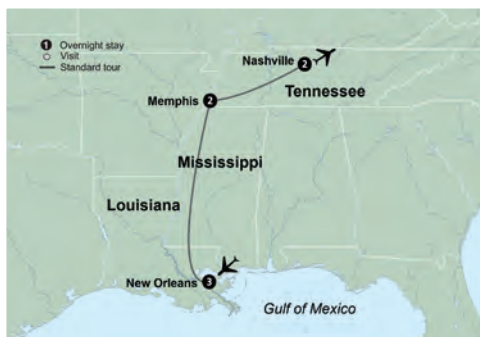 1 Overnight stay
Visit
Standard tour
Nashville 2
Tennessee
Memphis 2
Mississippi
Louisiana
New Orleans 3
Gulf of Mexico